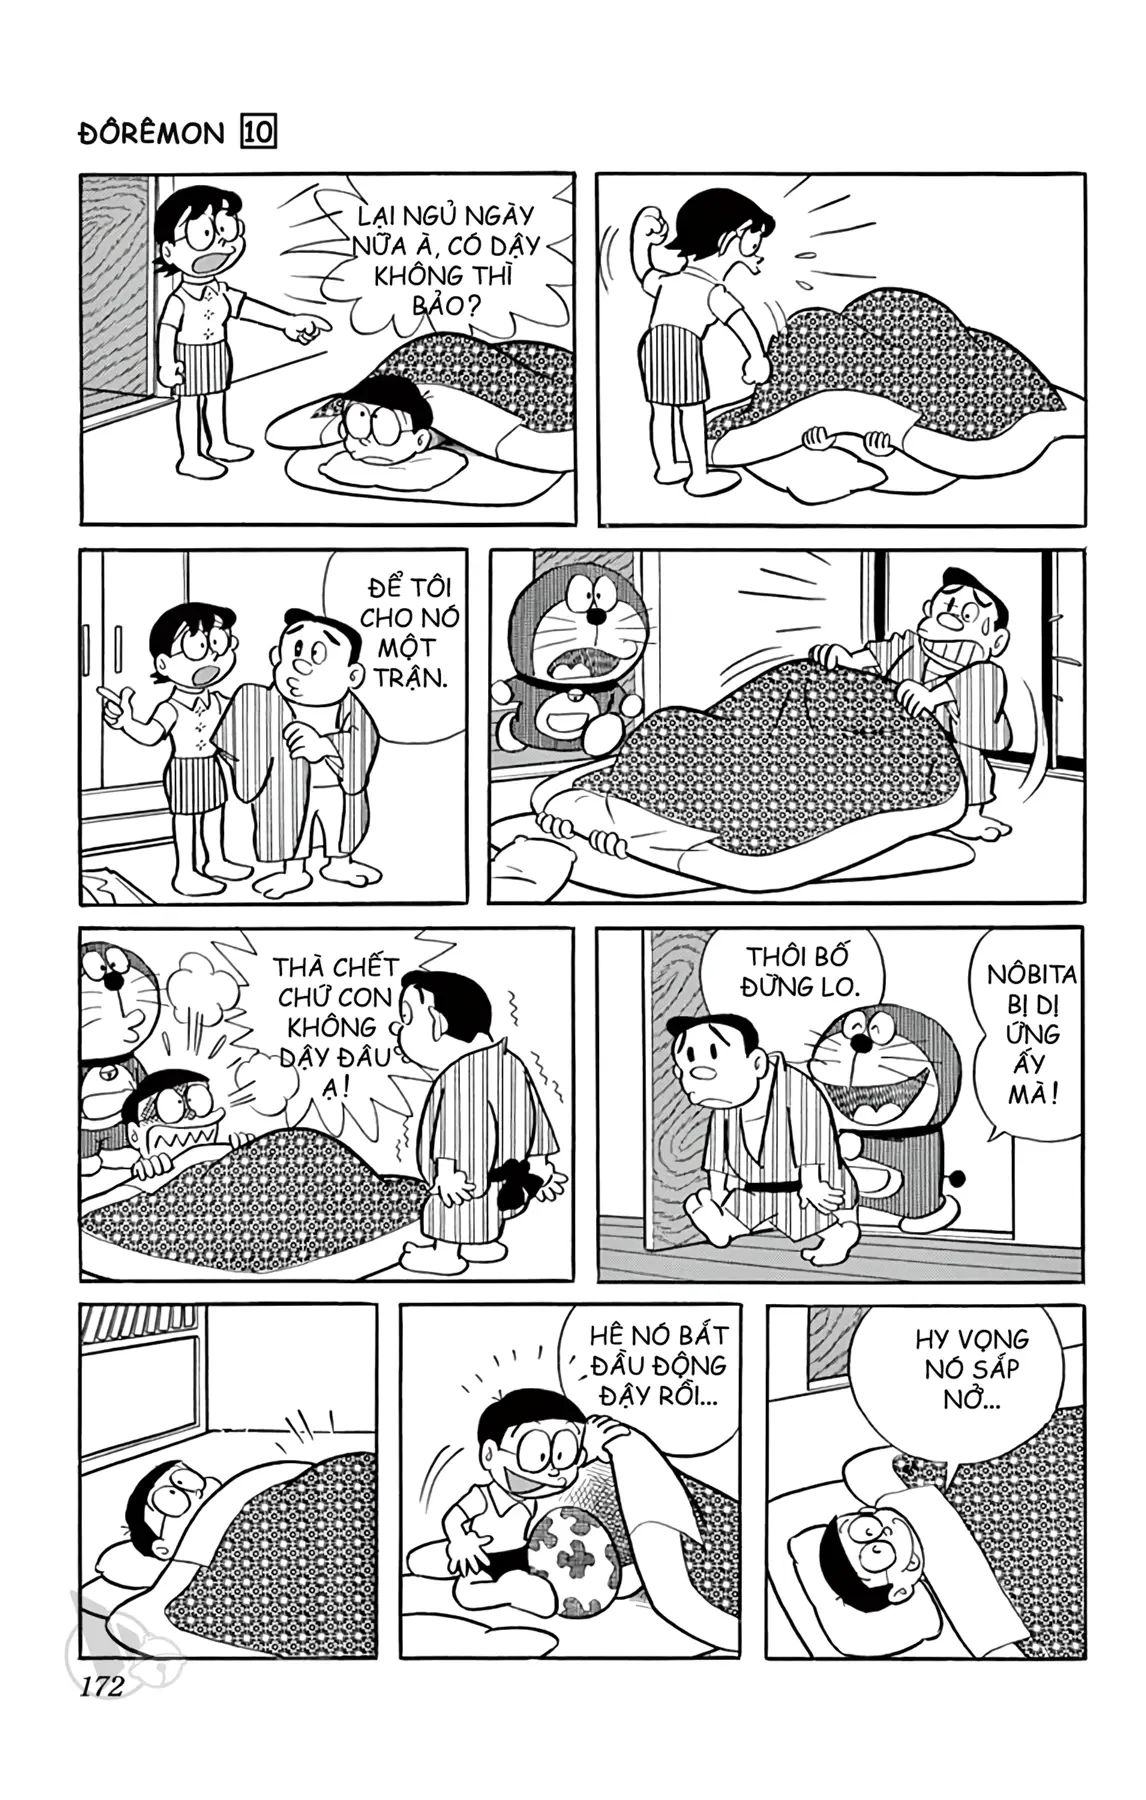 ĐÔRÊMON 10
LẠI NGỦ NGÀY
NỮA À, CÓ DẬY
KHÔNG THÌ
BẢO?
ĐỂ TÔI
CHO NÓ
MỘT
TRẬN.
THÀ CHẾT
CHỨ CON
KHÔNG
DẬY ĐÂU
Ạ!
THÔI BỐ
ĐỪNG LO.
NÔBITA
BỊ DỊ
ỨNG
ẤY
MÀ!
HÊ NÓ BẮT
ĐẦU ĐỘNG
ĐẬY RỒI...
HY VỌNG
NÓ SẮP
NỞ...
172